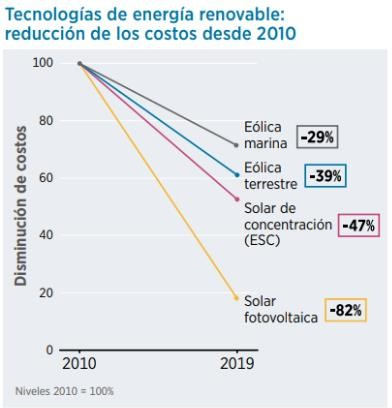 Tecnologías de energía renovable:
reducción de los costos desde 2010
Disminución de costos
100
80
60
40
20
0
2010
2019
Eólica
marina
-29%
Eólica
terrestre
-39%
Solar de
concentración
(ESC)
-47%
Solar
fotovoltaica
-82%
Niveles 2010 = 100%